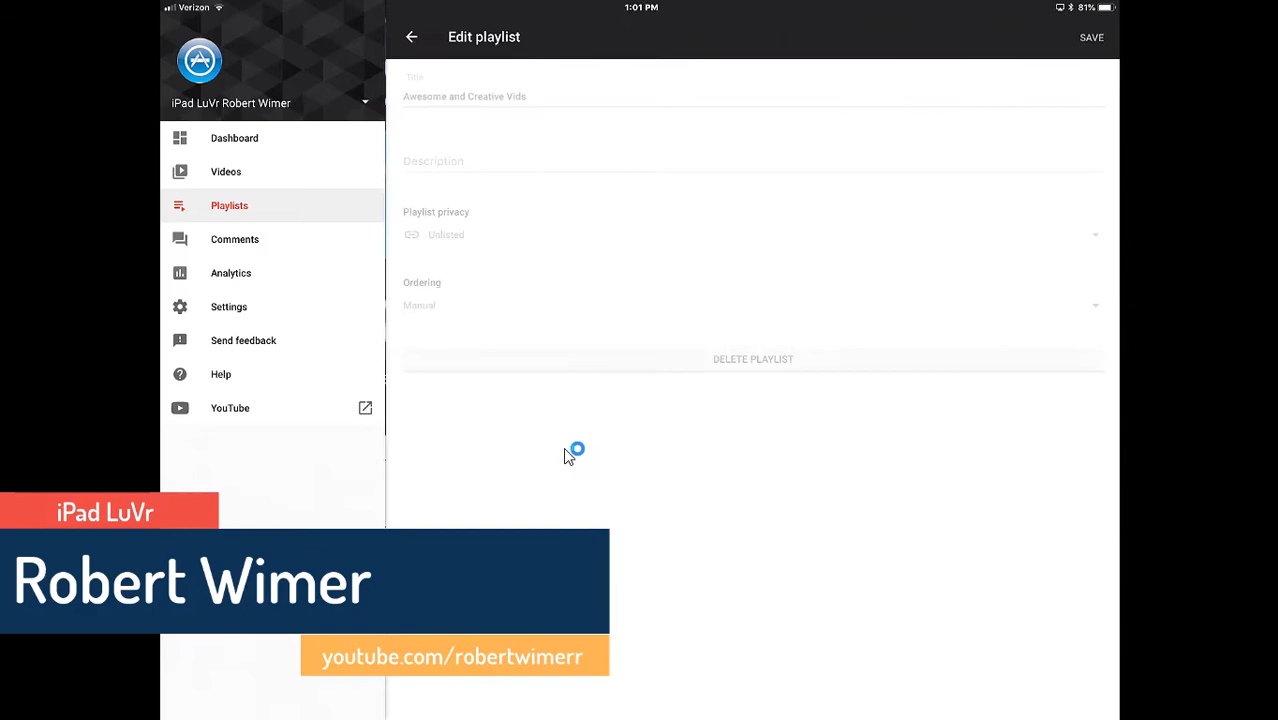 Verizon
1:01 PM
81%
Edit playlist
SAVE
iPad LuVr Robert Wimer
Dashboard
Videos
Playlists
Comments
Analytics
Settings
Send feedback
Help
YouTube
Title
Awesome and Creative Vids
Description
Playlist privacy
Unlisted
Ordering
Manual
DELETE PLAYLIST
iPad LuVr
Robert Wimer
youtube.com/robertwimerr